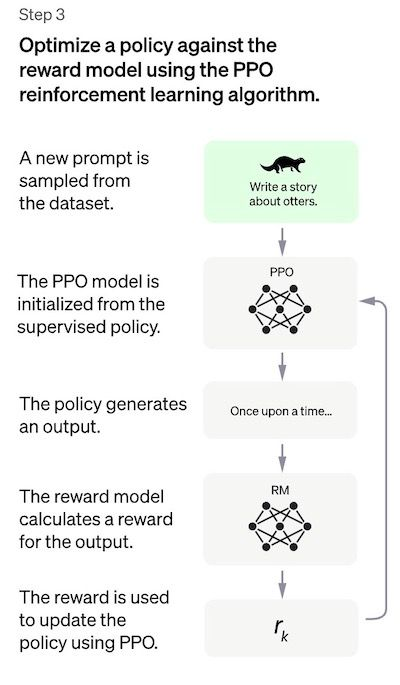 Step 3
Optimize a policy against the
reward model using the PPO
reinforcement learning algorithm.
A new prompt is
sampled from
the dataset.
Write a story
about otters.
The PPO model is
initialized from the
supervised policy.
PPO
The policy generates
an output.
Once upon a time...
The reward model
calculates a reward
for the output.
RM
The reward is used
to update the
policy using PPO.
rk